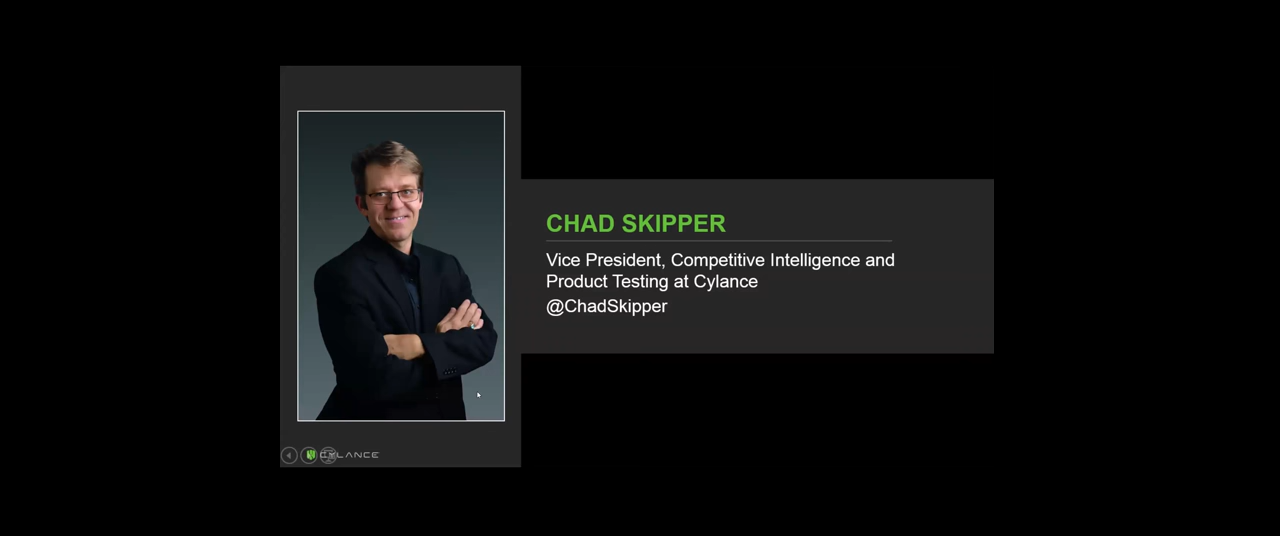 CHAD SKIPPER
Vice President, Competitive Intelligence and
Product Testing at Cylance
@ChadSkipper
CYLANCE